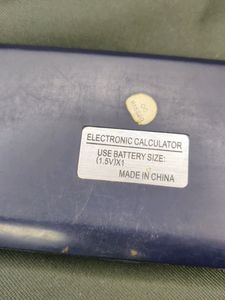 ELECTRONIC CALCULATOR
USE BATTERY SIZE:
(1.5V)X1
MADE IN CHINA